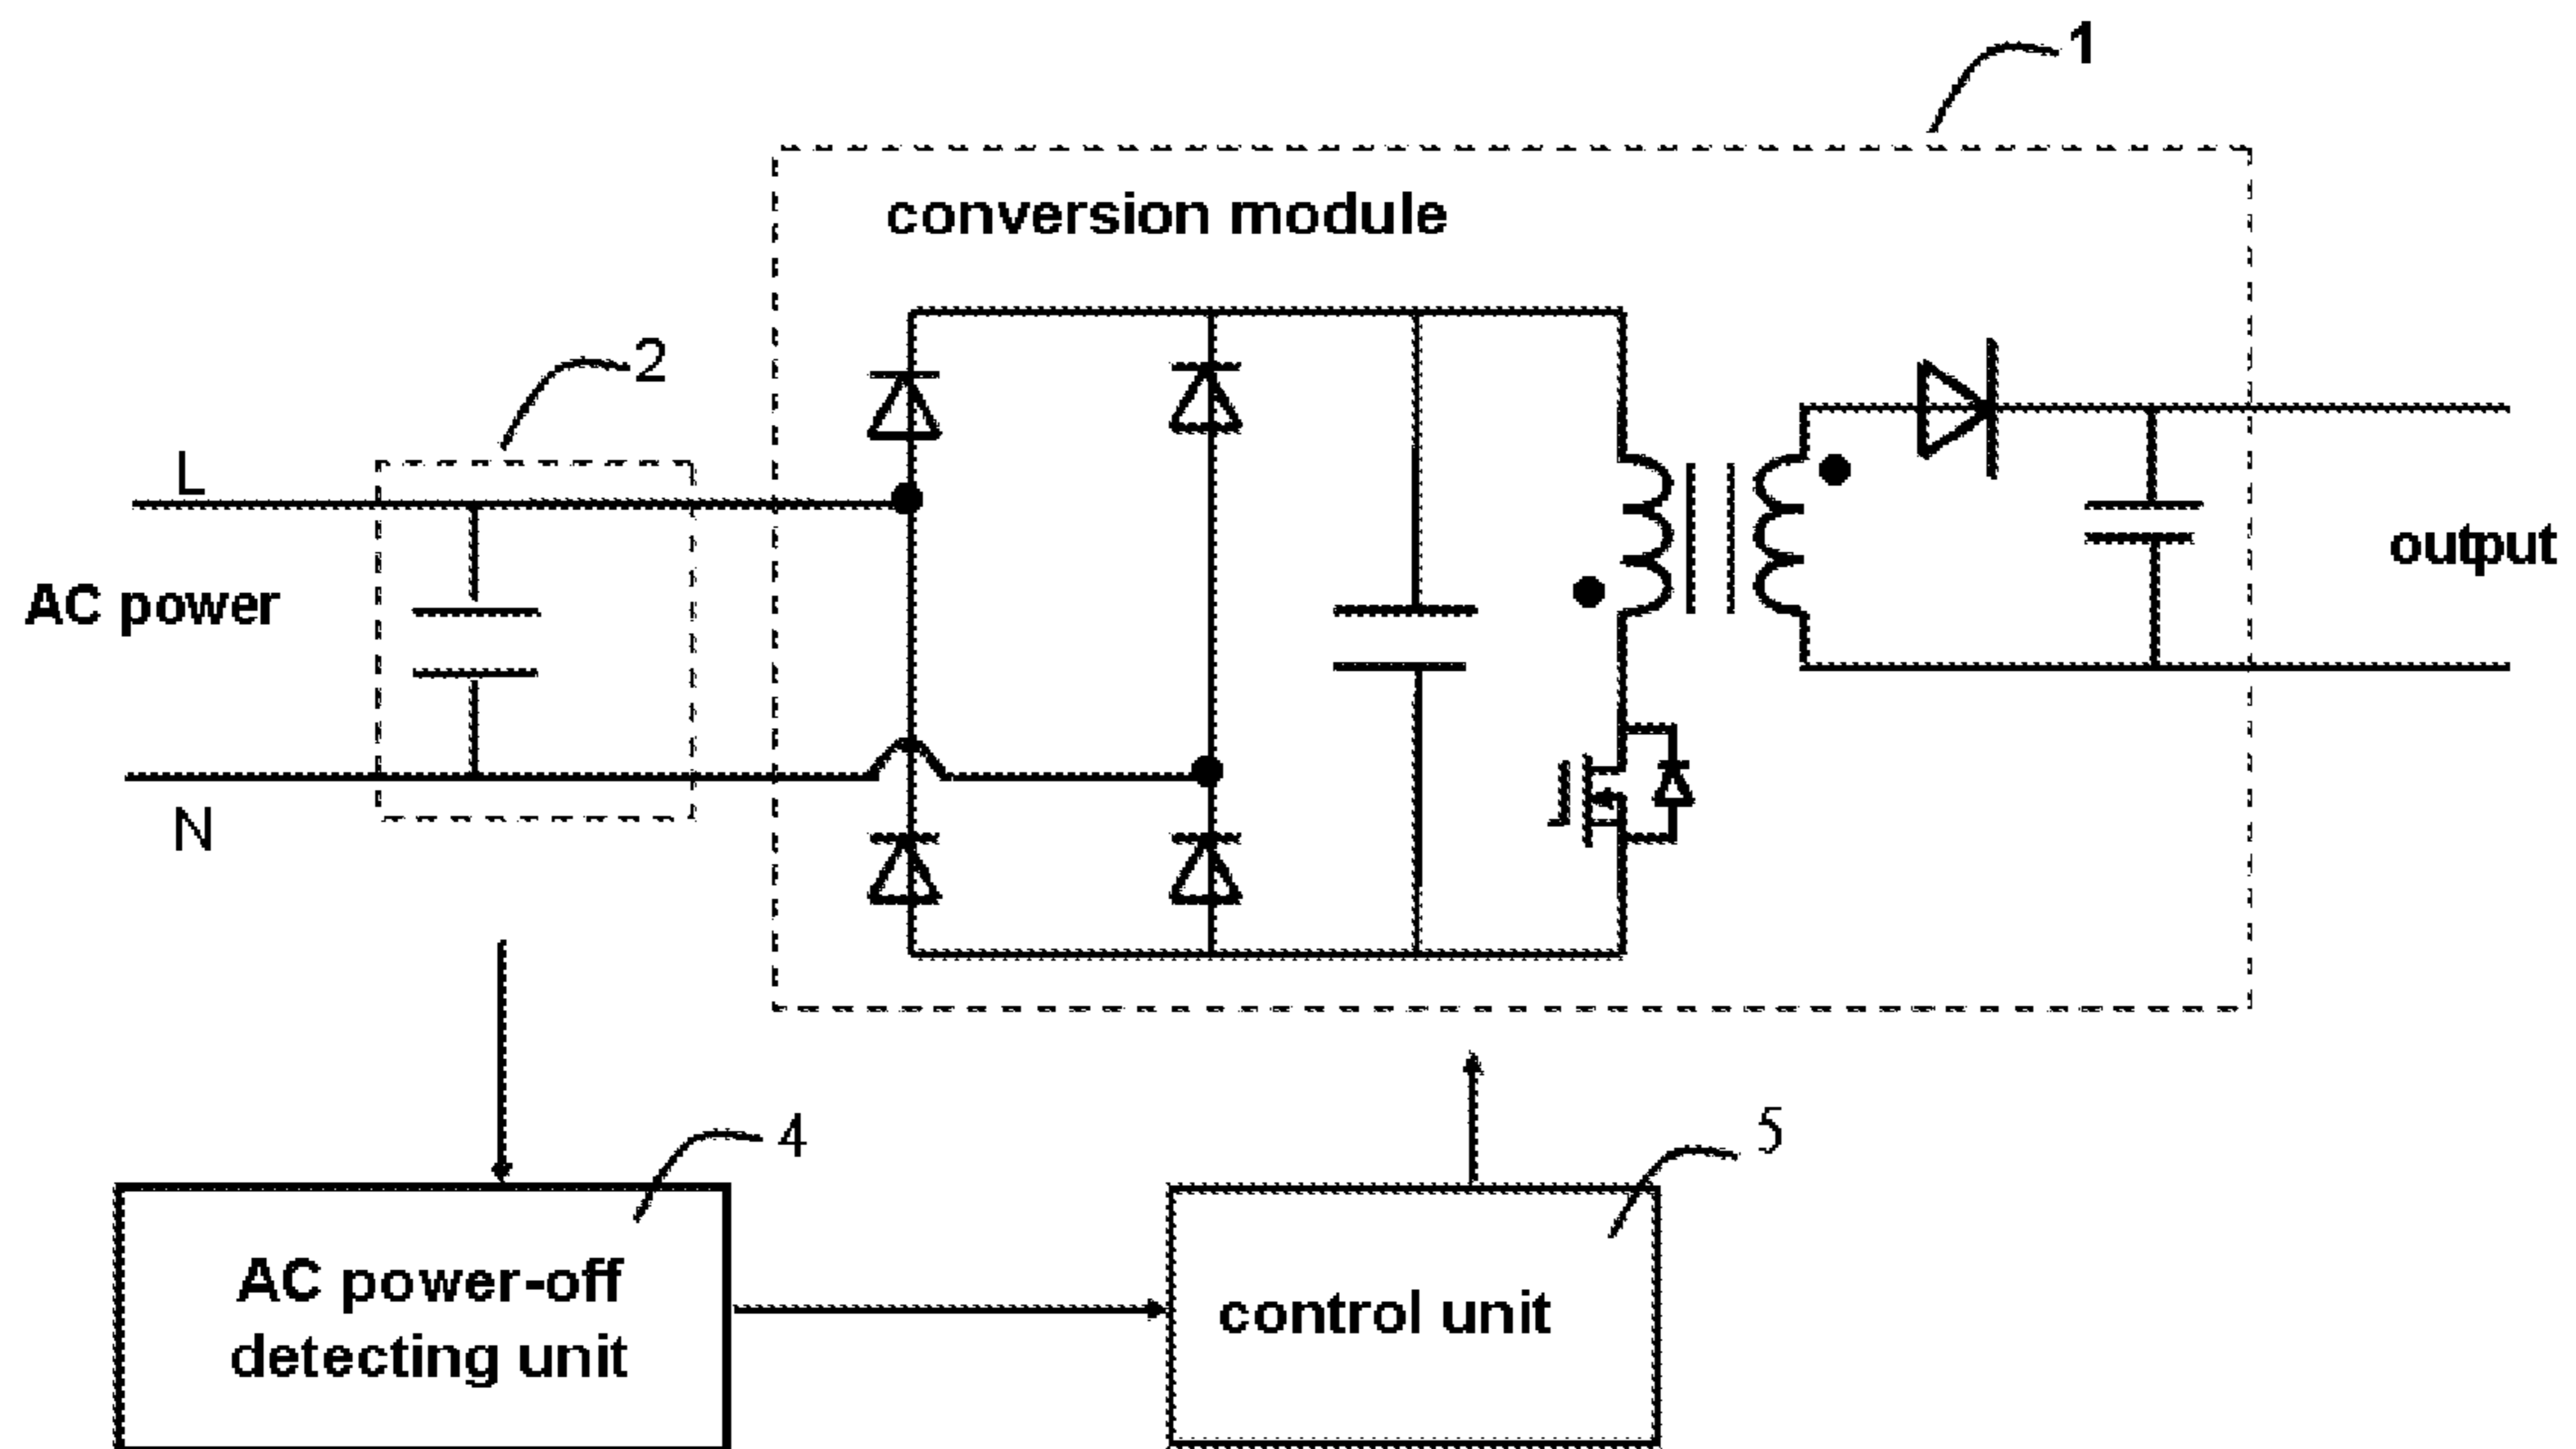 1
conversion module
2
L
AC power
output
N
4
5
AC power-off
detecting unit
control unit